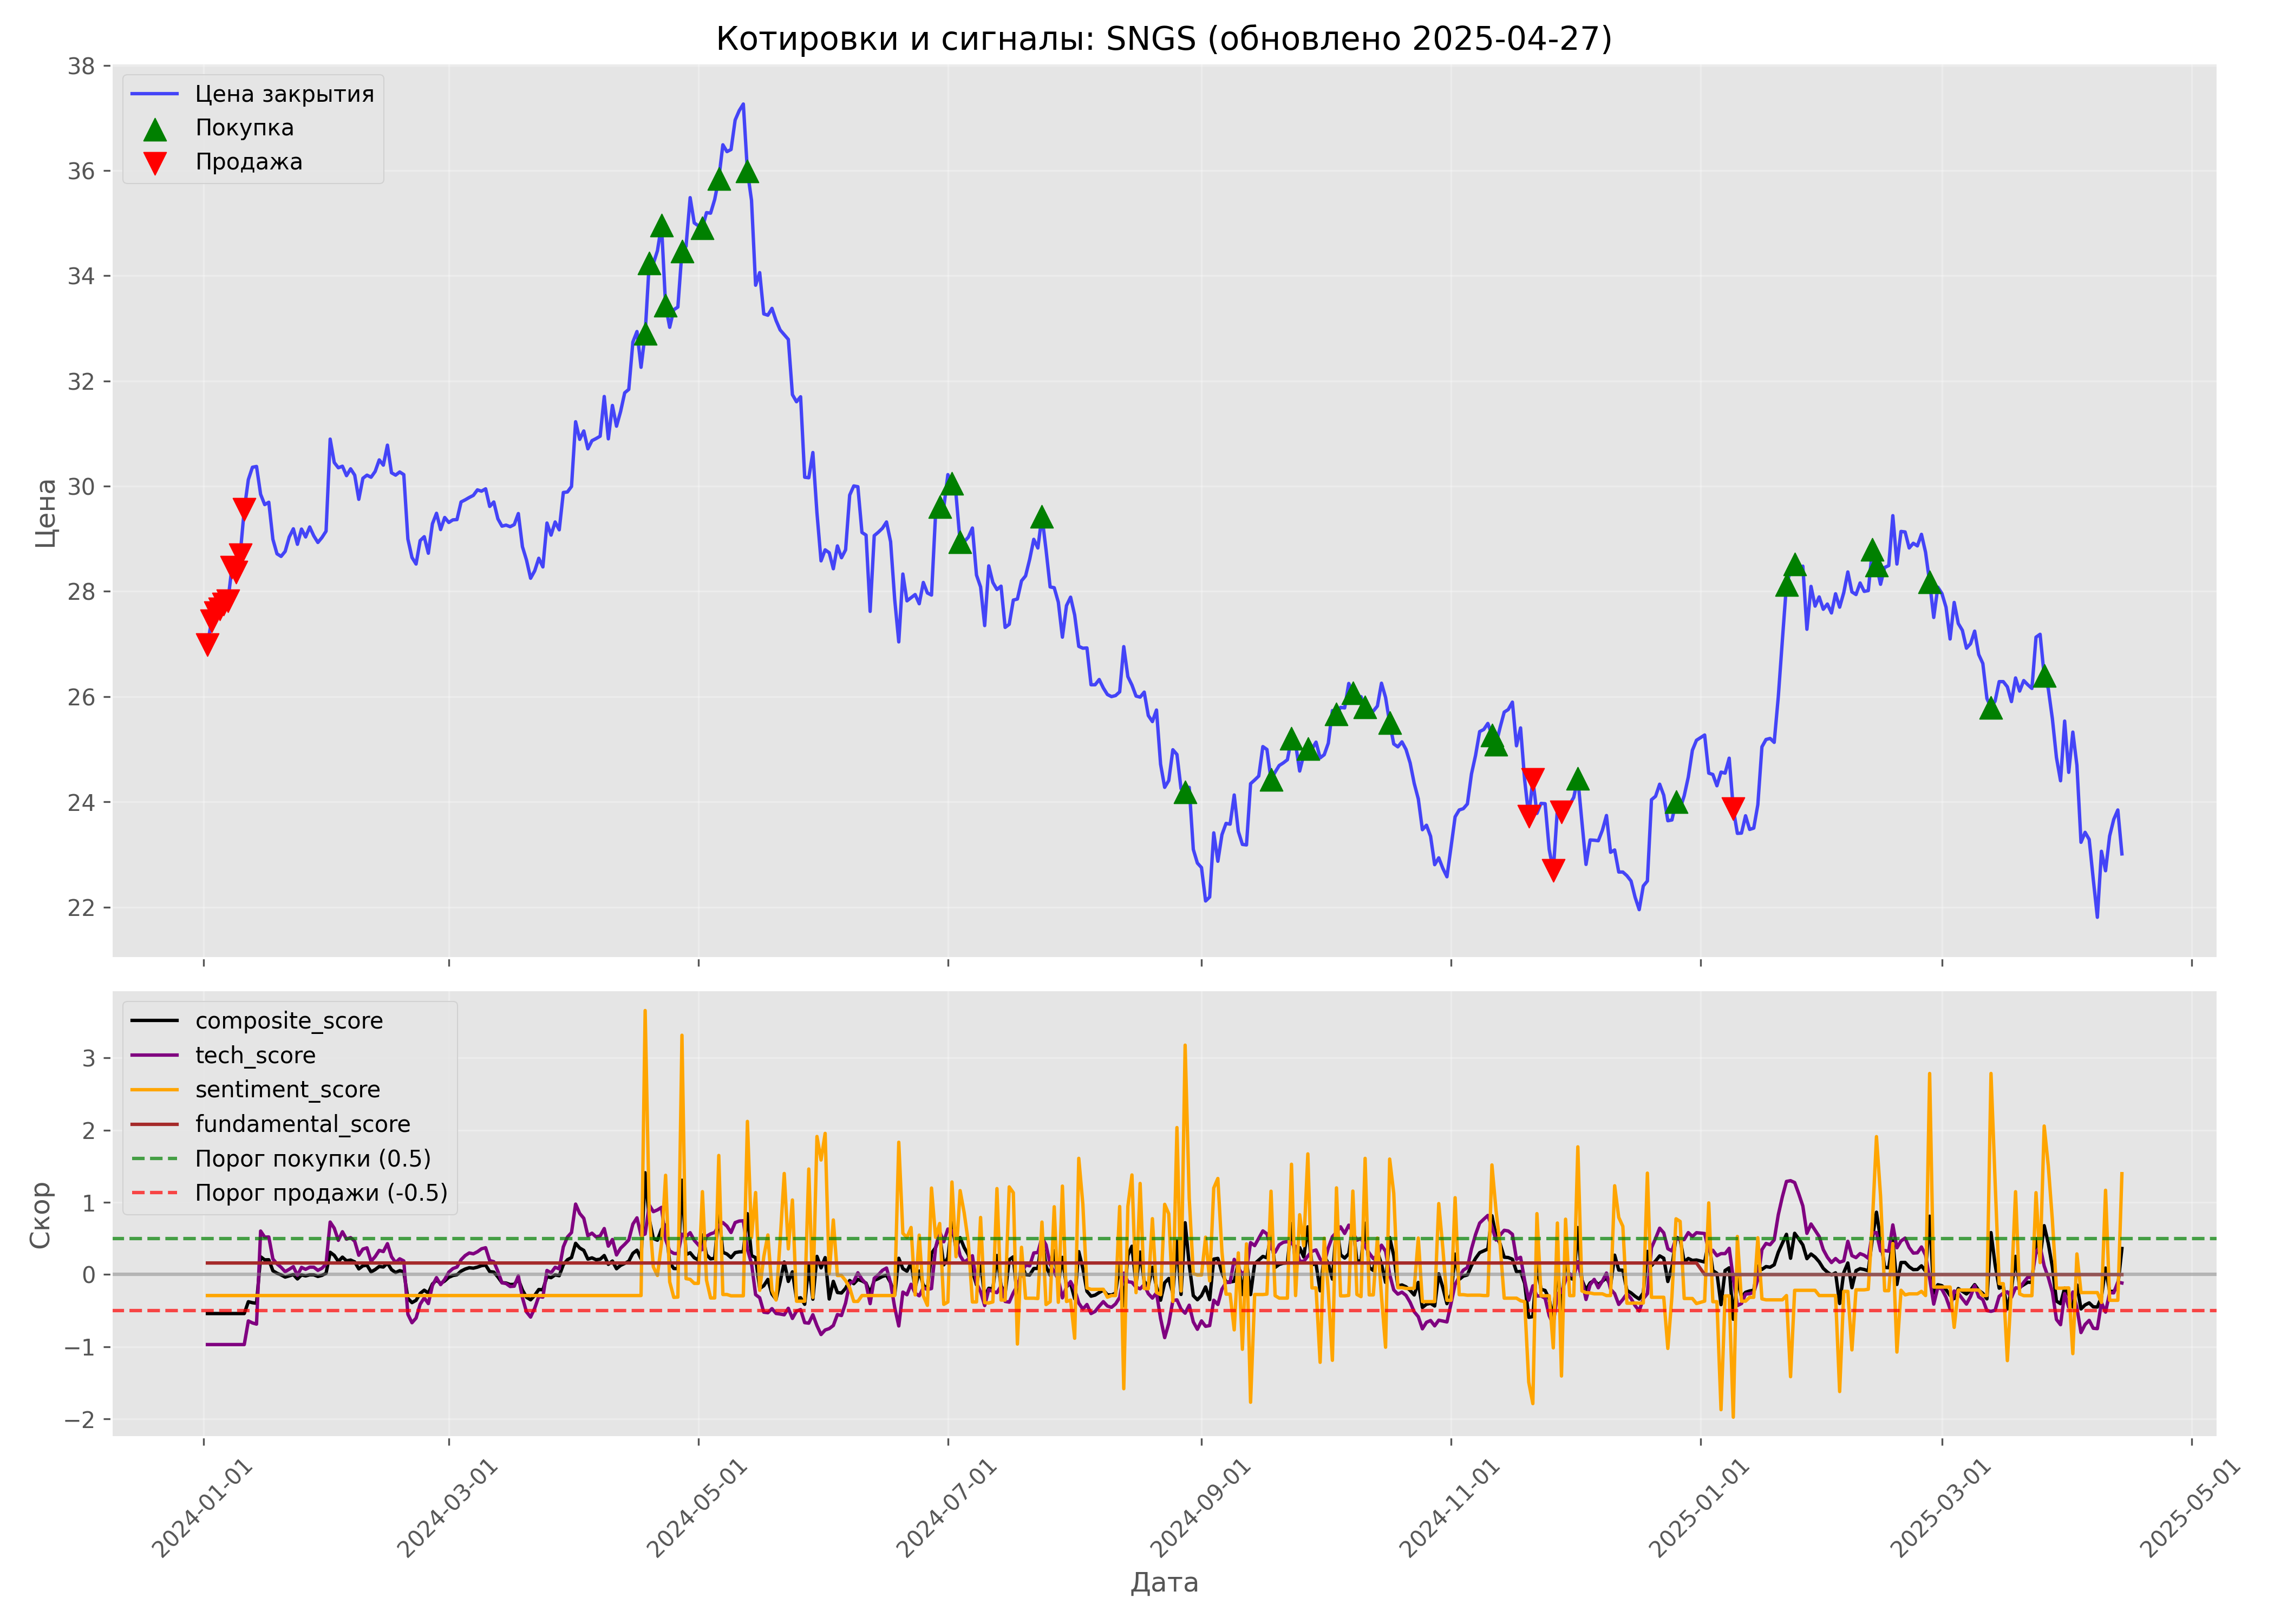 Котировки и сигналы: SNGS (обновлено 2025-04-27)
Цена закрытия
Покупка
Продажа
38
36
34
32
30
28
26
24
22
Цена
composite_score
tech_score
sentiment_score
fundamental_score
Порог покупки (0.5)
Порог продажи (-0.5)
3
2
1
0
−1
−2
Скор
2024-01-01
2024-03-01
2024-05-01
2024-07-01
2024-09-01
2024-11-01
2025-01-01
2025-03-01
2025-05-01
Дата